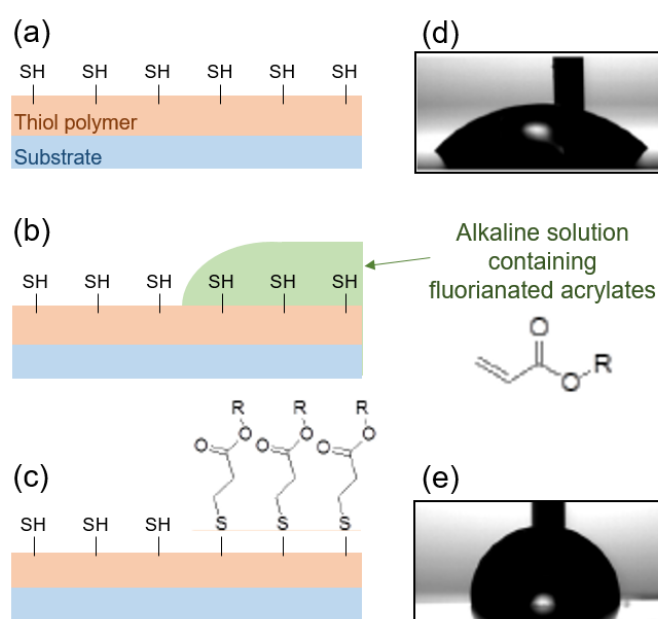 (a)
SH SH SH SH SH SH
Thiol polymer
Substrate
(d)
(b)
SH SH SH SH SH SH
Alkaline solution
containing
fluorianated acrylates
O
O R
(c)
R R R
O O O O O O
S S S
SH SH SH
(e)